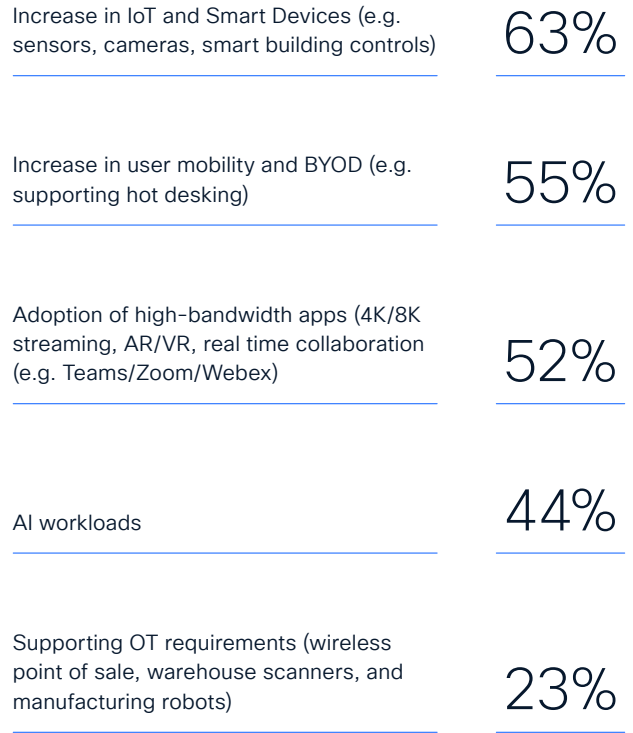 Increase in IoT and Smart Devices (e.g.
sensors, cameras, smart building controls)
63%
Increase in user mobility and BYOD (e.g.
supporting hot desking)
55%
Adoption of high-bandwidth apps (4K/8K
streaming, AR/VR, real time collaboration
(e.g. Teams/Zoom/Webex)
52%
AI workloads
44%
Supporting OT requirements (wireless
point of sale, warehouse scanners, and
manufacturing robots)
23%